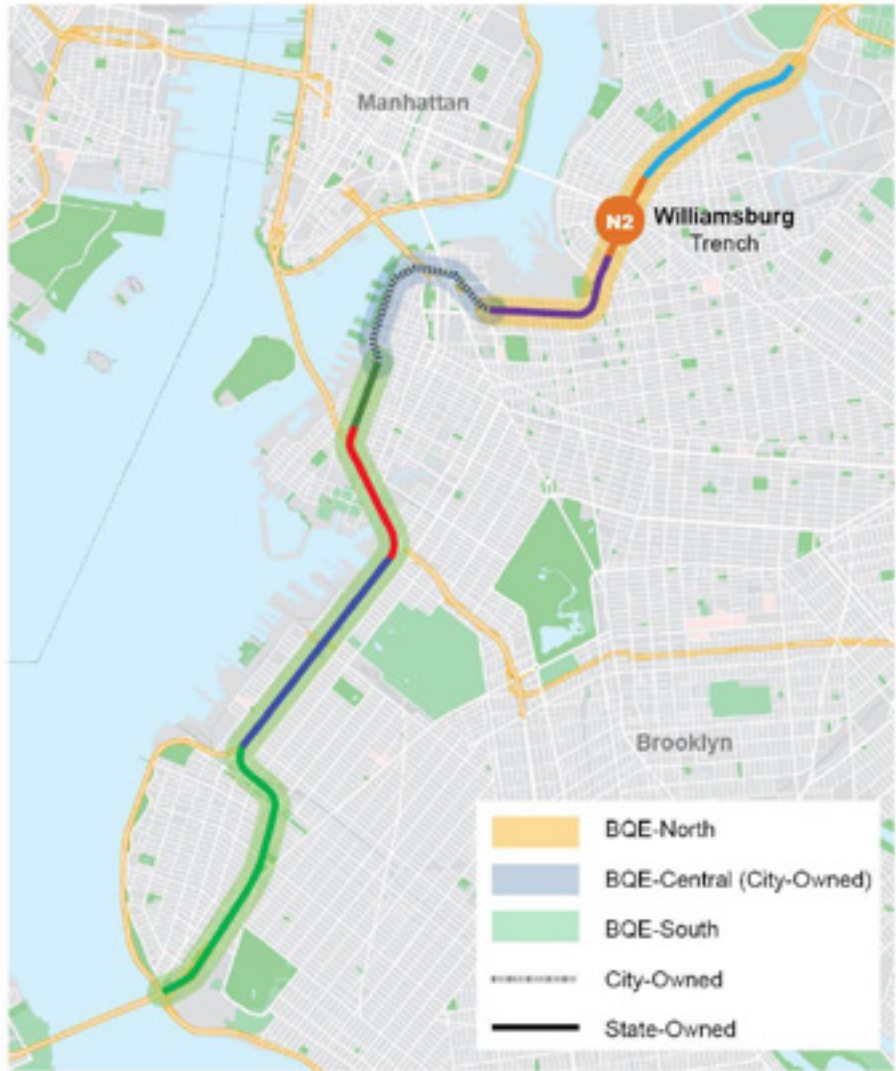 Manhattan
N2
Williamsburg
Trench
Brooklyn
BQE-North
BQE-Central (City-Owned)
BQE-South
City-Owned
State-Owned